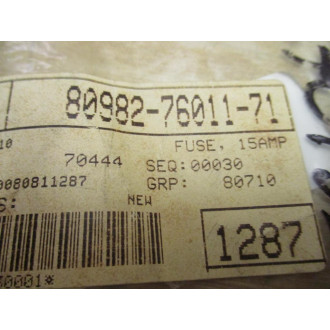 80982-76011-71
10 FUSE, 15AMP
70444 SEQ:00030
0080811287 GRP: 80710
S: NEW
1287
0001*